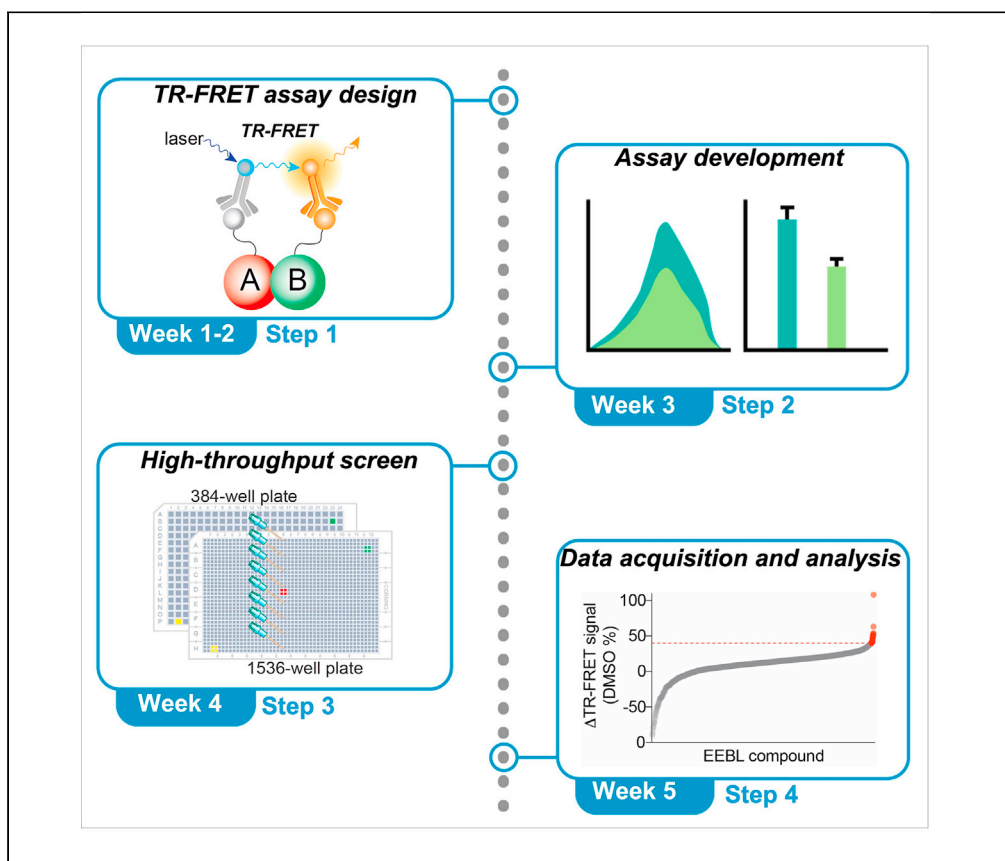 TR-FRET assay design
TR-FRET
laser
A B
Week 1-2 Step 1
Assay development
Week 3 Step 2
High-throughput screen
384-well plate
1536-well plate
Week 4 Step 3
Data acquisition and analysis
ΔTR-FRET signal
(DMSO %)
100
50
0
-50
0
EEBL compound
Week 5 Step 4